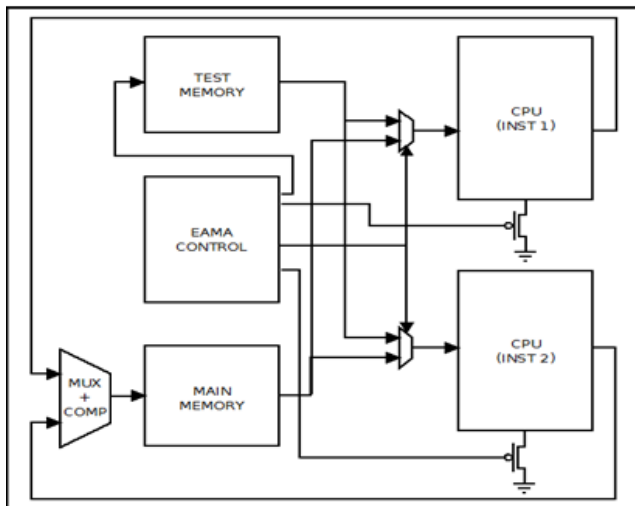 TEST
MEMORY
CPU
(INST 1)
EAMA
CONTROL
CPU
(INST 2)
MUX
+
COMP
MAIN
MEMORY